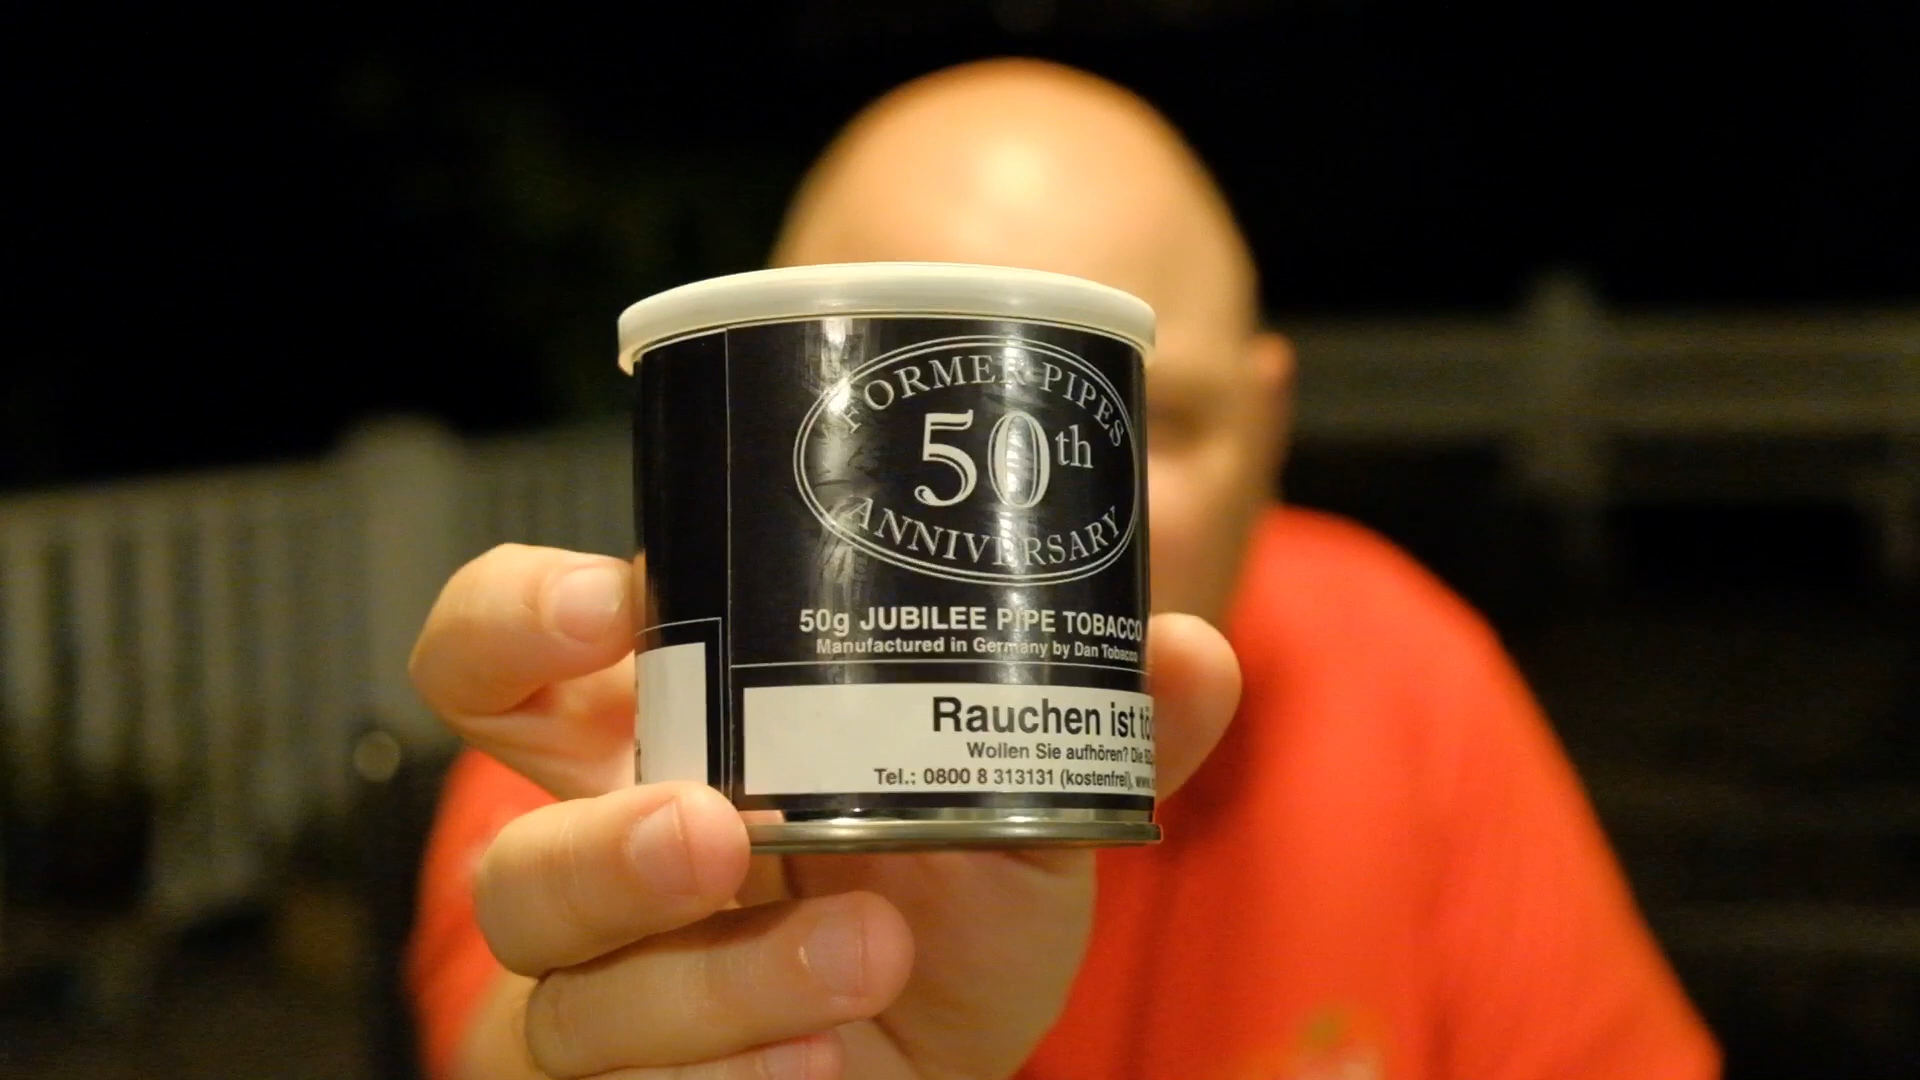 FORMER PIPES
50th
ANNIVERSARY
50g JUBILEE PIPE TOBACCO
Manufactured in Germany by Dan Tobacco
Rauchen ist
Wollen Sie aufhören? Die
Tel.: 0800 8 313131 (kostenfrei),